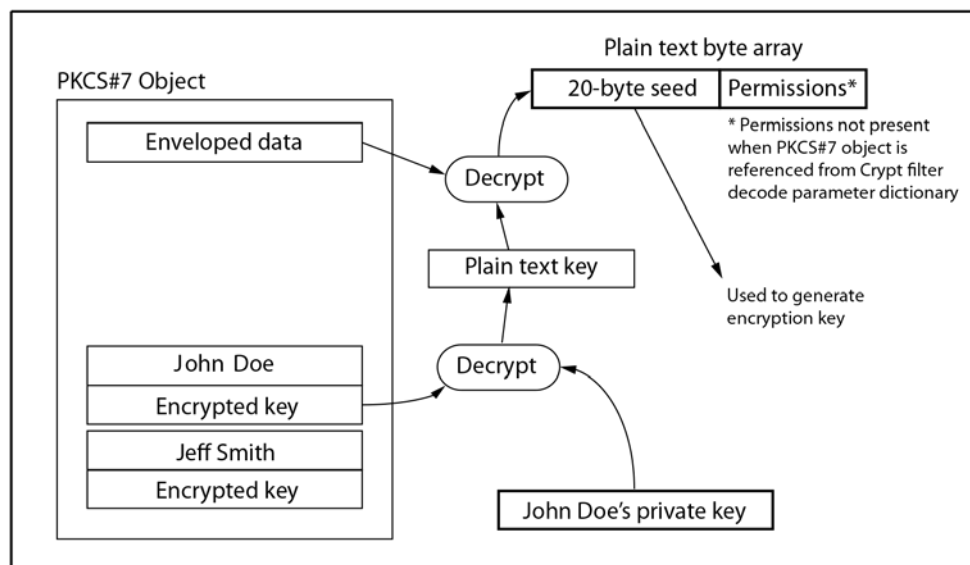 Plain text byte array
PKCS#7 Object
20-byte seed
Permissions*
Enveloped data
* Permissions not present
when PKCS#7 object is
referenced from Crypt filter
decode parameter dictionary
Decrypt
Plain text key
Used to generate
encryption key
John Doe
Decrypt
Encrypted key
Jeff Smith
Encrypted key
John Doe's private key